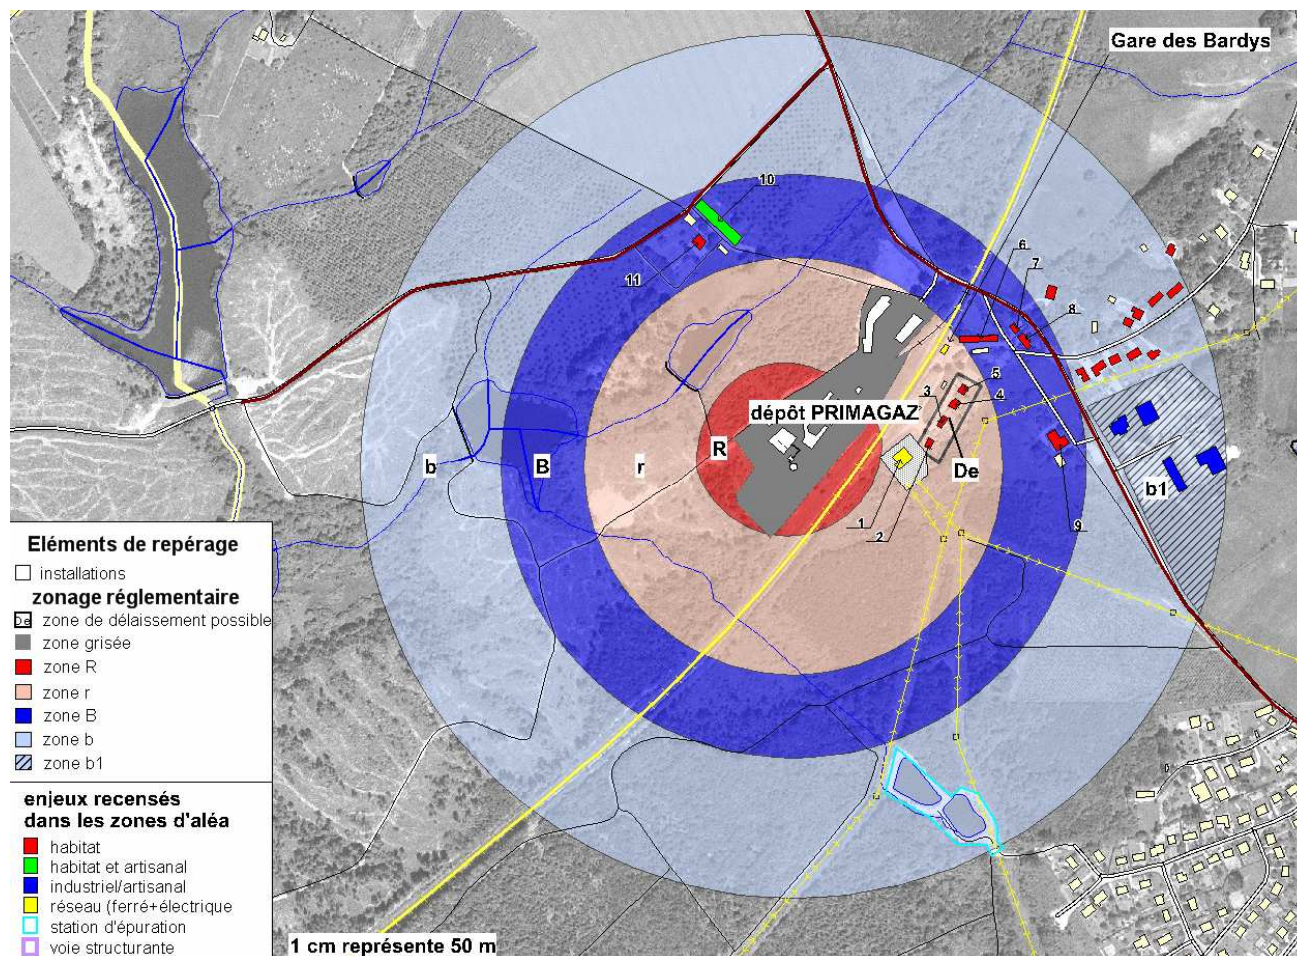 Gare des Bardys
10
11
6
7
8
5
3
4
dépôt PRIMAGAZ
R
De
b
B
r
b1
1
2
9
Eléments de repérage
installations
zonage réglementaire
De zone de délaissement possible
zone grisée
zone R
zone r
zone B
zone b
zone b1
enjeux recensés
dans les zones d'aléa
habitat
habitat et artisanal
industriel/artisanal
réseau (ferré+électrique
station d'épuration
voie structurante
1 cm représente 50 m